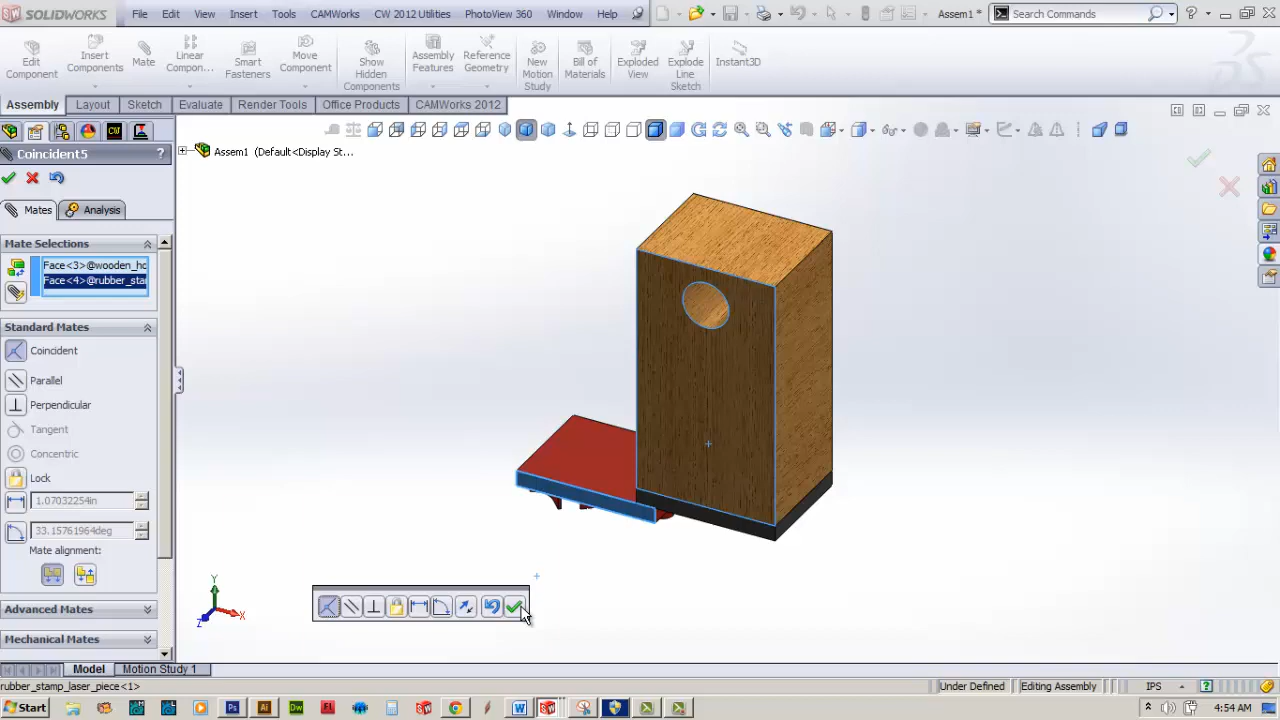 SOLIDWORKS File Edit View Insert Tools CAMWorks CW 2012 Utilities PhotoView 360 Window Help Assem1 * Search Commands
Edit Component
Insert Components
Mate
Linear Compon...
Smart Fasteners
Move Component
Show Hidden Components
Assembly Features
Reference Geometry
New Motion Study
Bill of Materials
Exploded View
Explode Line Sketch
Instant3D
Assembly Layout Sketch Evaluate Render Tools Office Products CAMWorks 2012
Coincident5 ?
Assem1 (Default<Display St...
Mates Analysis
Mate Selections
Face<3>@wooden_hc
Face<4>@rubber_sta
Standard Mates
Coincident
Parallel
Perpendicular
Tangent
Concentric
Lock
1.07032254in
33.15761964deg
Mate alignment:
Advanced Mates
Mechanical Mates
Y
X
Z
Model Motion Study 1
rubber_stamp_laser_piece<1> Under Defined Editing Assembly IPS
Start 4:54 AM